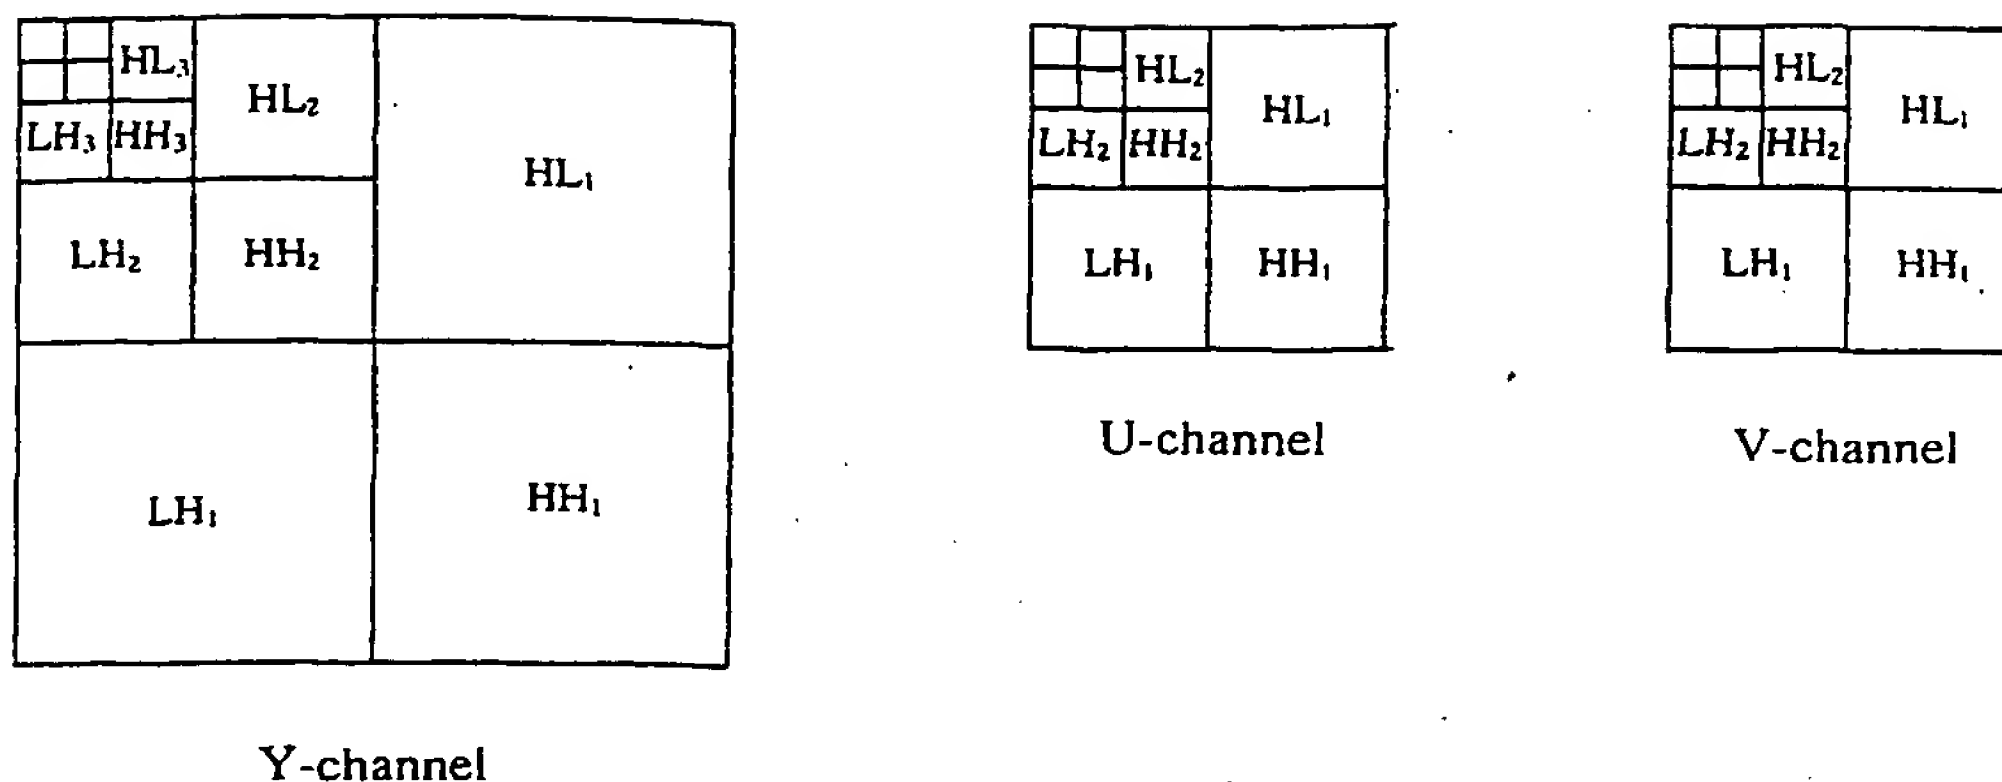 HL₃
HL₂
LH₃ HH₃
HL₁
LH₂ HH₂
LH₁ HH₁
Y-channel
HL₂
HL₁
LH₂ HH₂
LH₁ HH₁
U-channel
HL₂
HL₁
LH₂ HH₂
LH₁ HH₁
V-channel